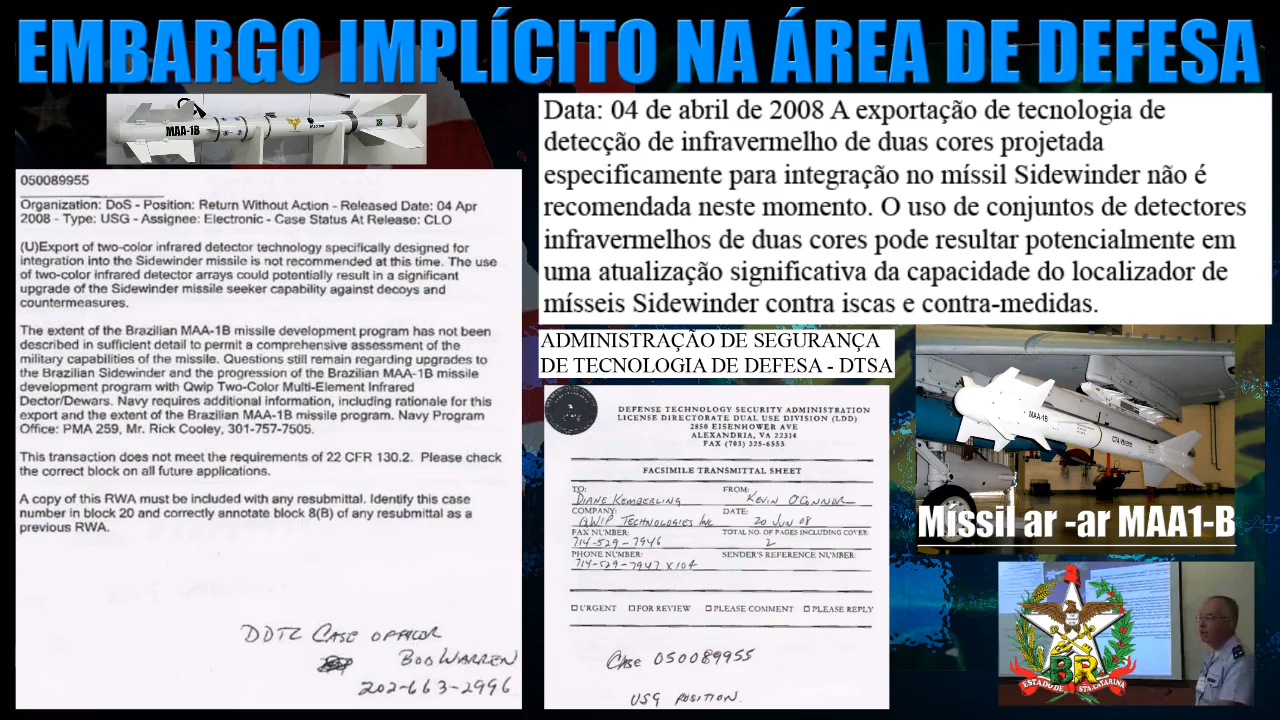 EMBARGO IMPLÍCITO NA ÁREA DE DEFESA
MAA-1B
Data: 04 de abril de 2008 A exportação de tecnologia de
detecção de infravermelho de duas cores projetada
especificamente para integração no míssil Sidewinder não é
recomendada neste momento. O uso de conjuntos de detectores
infravermelhos de duas cores pode resultar potencialmente em
uma atualização significativa da capacidade do localizador de
mísseis Sidewinder contra iscas e contra-medidas.
050089955
Organization: DoS - Position: Return Without Action - Released Date: 04 Apr
2008 - Type: USG - Assignee: Electronic - Case Status At Release: CLO
(U)Export of two-color infrared detector technology specifically designed for
integration into the Sidewinder missile is not recommended at this time. The use
of two-color infrared detector arrays could potentially result in a significant
upgrade of the Sidewinder missile seeker capability against decoys and
countermeasures.
The extent of the Brazilian MAA-1B missile development program has not been
described in sufficient detail to permit a comprehensive assessment of the
military capabilities of the missile. Questions still remain regarding upgrades to
the Brazilian Sidewinder and the progression of the Brazilian MAA-1B missile
development program with Qwip Two-Color Multi-Element Infrared
Dector/Dewars. Navy requires additional information, including rationale for this
export and the extent of the Brazilian MAA-1B missile program. Navy Program
Office: PMA 259, Mr. Rick Cooley, 301-757-7505.
This transaction does not meet the requirements of 22 CFR 130.2. Please check
the correct block on all future applications.
A copy of this RWA must be included with any resubmittal. Identify this case
number in block 20 and correctly annotate block 8(B) of any resubmittal as a
previous RWA.
DDTC CASE OFFICER
BOB WARREN
202-663-2996
ADMINISTRAÇÃO DE SEGURANÇA
DE TECNOLOGIA DE DEFESA - DTSA
DEFENSE TECHNOLOGY SECURITY ADMINISTRATION
LICENSE DIRECTORATE DUAL USE DIVISION (LDD)
2850 EISENHOWER AVE
ALEXANDRIA, VA 22314
FAX (703) 325-6553
FACSIMILE TRANSMITTAL SHEET
TO: FROM:
DIANE KEMBERLING KEVIN O'CONNOR
COMPANY: DATE:
QWIP TECHNOLOGIES INC 20 JUN 08
FAX NUMBER: TOTAL NO. OF PAGES INCLUDING COVER:
714-529-7946 2
PHONE NUMBER: SENDER'S REFERENCE NUMBER:
714-529-7947 X104
URGENT FOR REVIEW PLEASE COMMENT PLEASE REPLY
CASE 050089955
USG POSITION
MAA-1B
Míssil ar -ar MAA1-B
BR
ESTADO DE STA. CATARINA